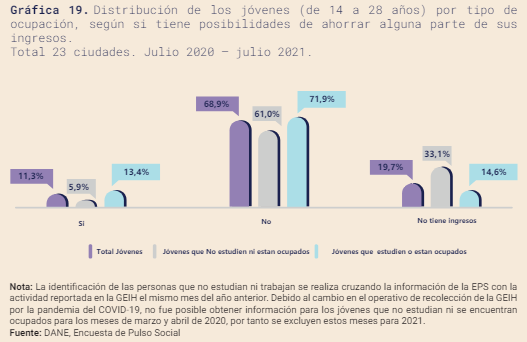 Gráfica 19. Distribución de los jóvenes (de 14 a 28 años) por tipo de
ocupación, según si tiene posibilidades de ahorrar alguna parte de sus
ingresos.
Total 23 ciudades. Julio 2020 – julio 2021.
68,9%
61,0%
71,9%
11,3%
5,9%
13,4%
19,7%
33,1%
14,6%
Si
No
No tiene ingresos
Total Jóvenes
Jóvenes que No estudien ni estan ocupados
Jóvenes que estudien o estan ocupados
Nota: La identificación de las personas que no estudian ni trabajan se realiza cruzando la información de la EPS con la
actividad reportada en la GEIH el mismo mes del año anterior. Debido al cambio en el operativo de recolección de la GEIH
por la pandemia del COVID-19, no fue posible obtener información para los jóvenes que no estudian ni se encuentran
ocupados para los meses de marzo y abril de 2020, por tanto se excluyen estos meses para 2021.
Fuente: DANE, Encuesta de Pulso Social